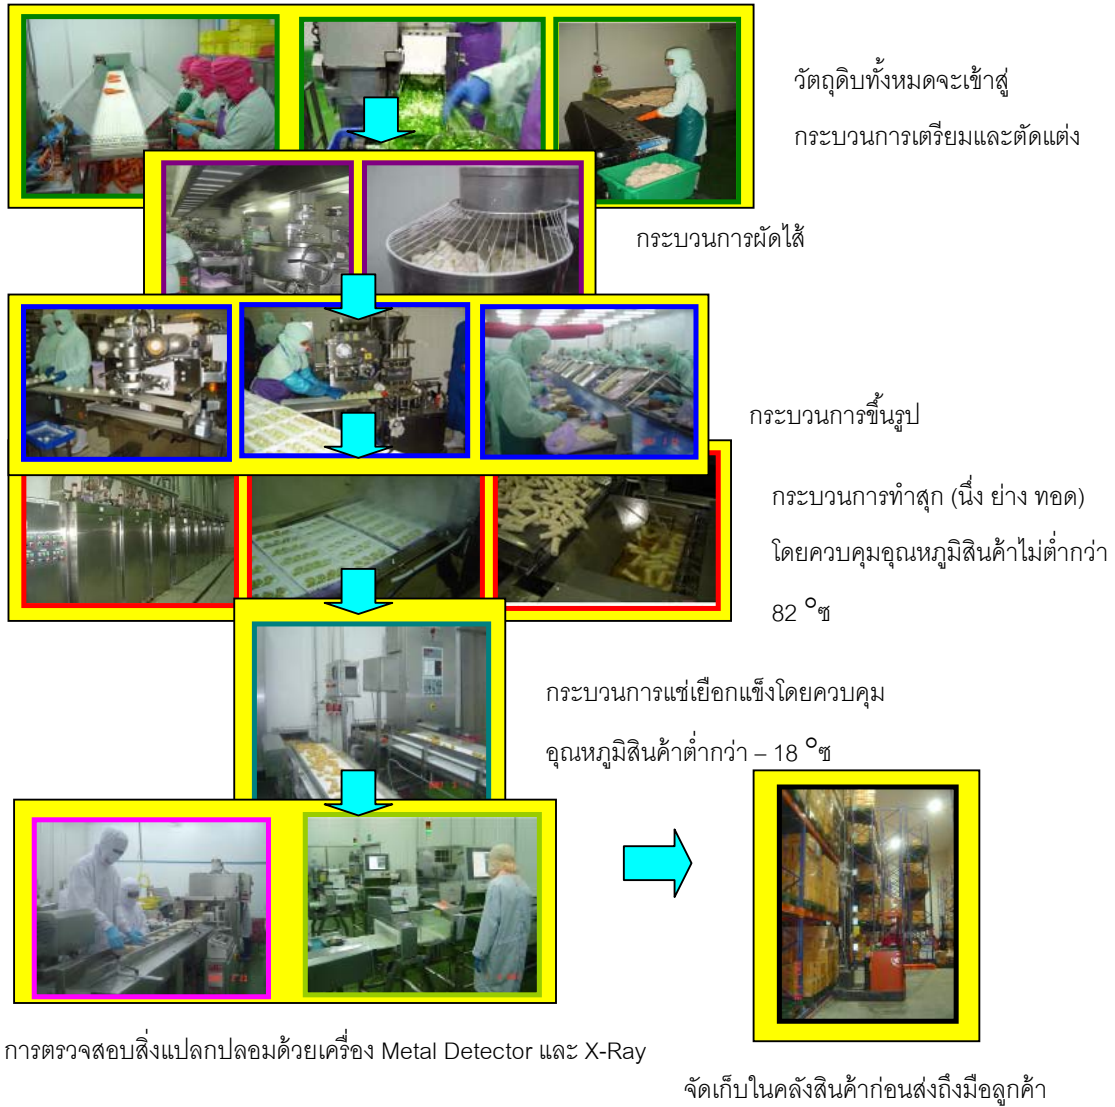 วัตถุดิบทั้งหมดจะเข้าสู่
กระบวนการเตรียมและตัดแต่ง
กระบวนการผัดไส้
กระบวนการขึ้นรูป
กระบวนการทำสุก (นึ่ง ย่าง ทอด)
โดยควบคุมอุณหภูมิสินค้าไม่ต่ำกว่า
82 °ซ
กระบวนการแช่เยือกแข็งโดยควบคุม
อุณหภูมิสินค้าต่ำกว่า – 18 °ซ
การตรวจสอบสิ่งแปลกปลอมด้วยเครื่อง Metal Detector และ X-Ray
จัดเก็บในคลังสินค้าก่อนส่งถึงมือลูกค้า